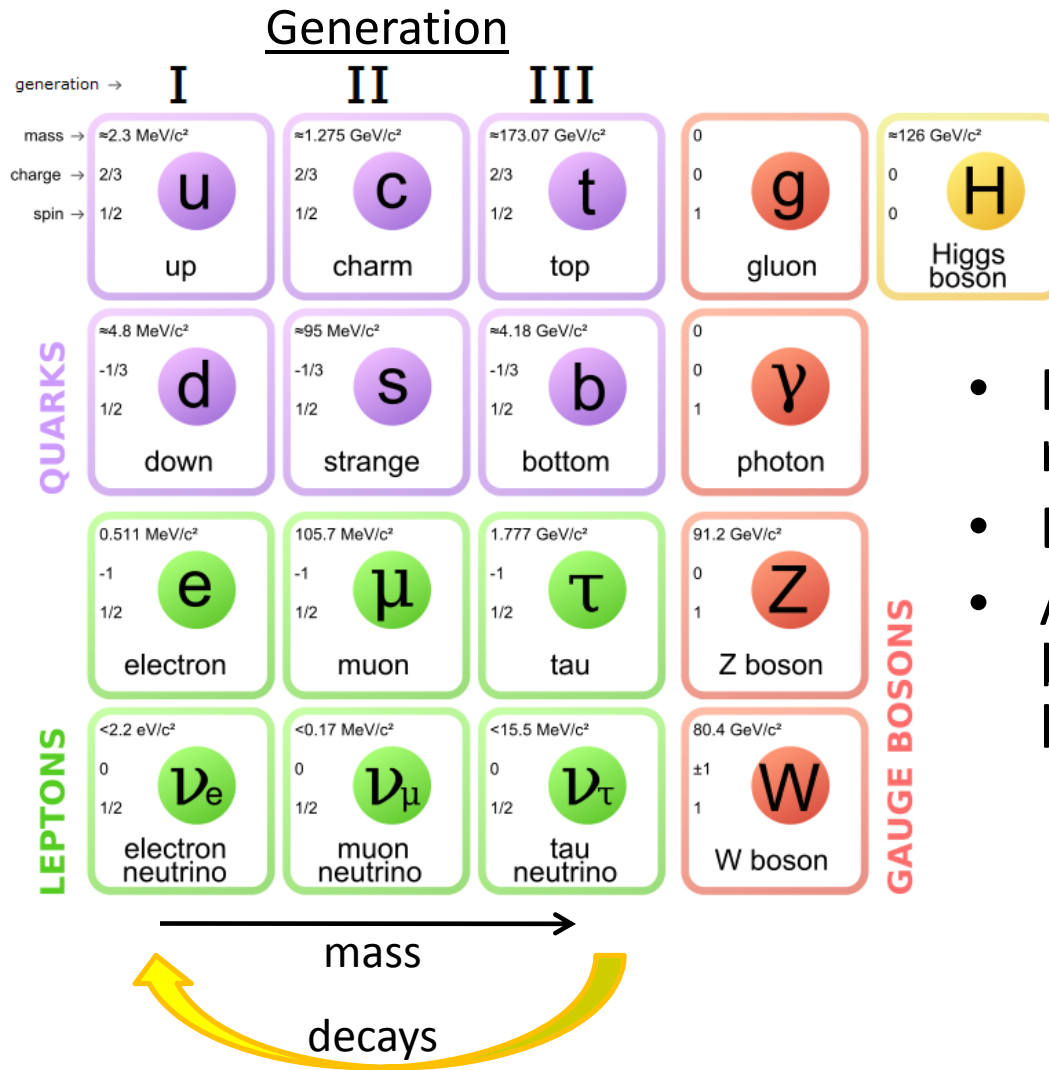 Generation
generation → I II III
mass →
charge →
spin →
≈2.3 MeV/c²
2/3
1/2
u
up
≈1.275 GeV/c²
2/3
1/2
c
charm
≈173.07 GeV/c²
2/3
1/2
t
top
0
0
1
g
gluon
≈126 GeV/c²
0
0
H
Higgs
boson
QUARKS
≈4.8 MeV/c²
-1/3
1/2
d
down
≈95 MeV/c²
-1/3
1/2
s
strange
≈4.18 GeV/c²
-1/3
1/2
b
bottom
0
0
1
γ
photon
LEPTONS
0.511 MeV/c²
-1
1/2
e
electron
105.7 MeV/c²
-1
1/2
μ
muon
1.777 GeV/c²
-1
1/2
τ
tau
91.2 GeV/c²
0
1
Z
Z boson
GAUGE BOSONS
<2.2 eV/c²
0
1/2
νe
electron
neutrino
<0.17 MeV/c²
0
1/2
νμ
muon
neutrino
<15.5 MeV/c²
0
1/2
ντ
tau
neutrino
80.4 GeV/c²
±1
1
W
W boson
mass
decays